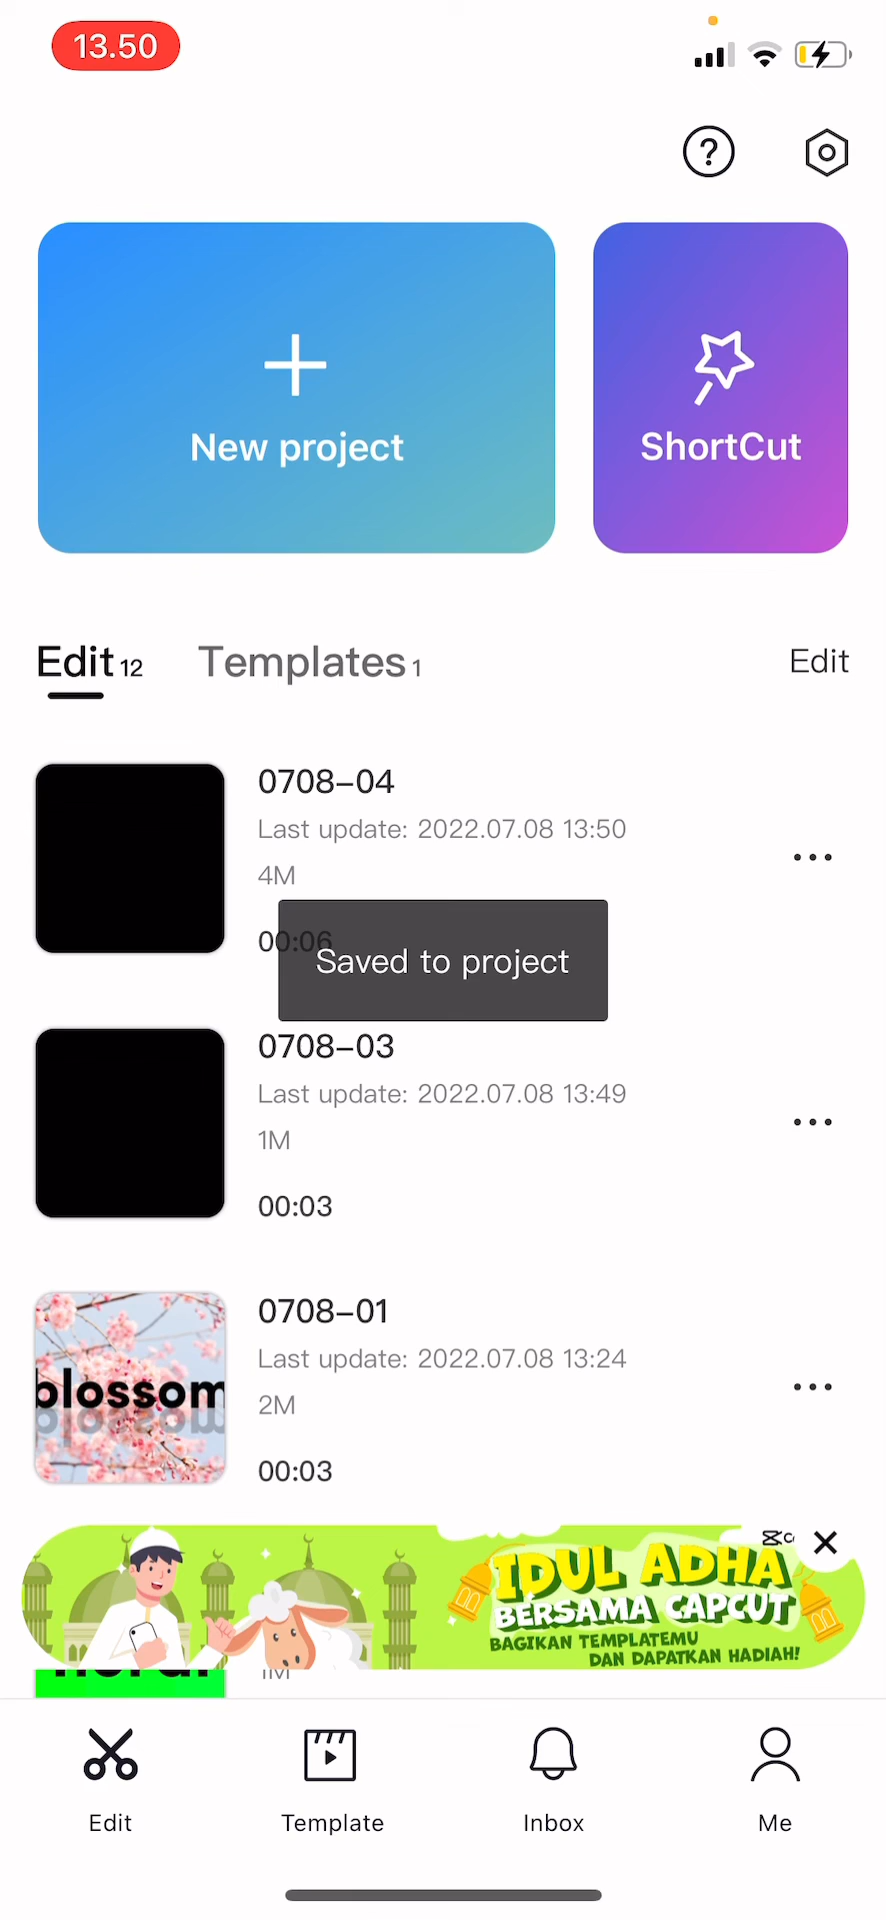 13.50
New project
ShortCut
Edit 12
Templates 1
Edit
0708-04
Last update: 2022.07.08 13:50
4M
00:06
Saved to project
0708-03
Last update: 2022.07.08 13:49
1M
00:03
blossom
0708-01
Last update: 2022.07.08 13:24
2M
00:03
IDUL ADHA
BERSAMA CAPCUT
BAGIKAN TEMPLATEMU
DAN DAPATKAN HADIAH!
Edit
Template
Inbox
Me